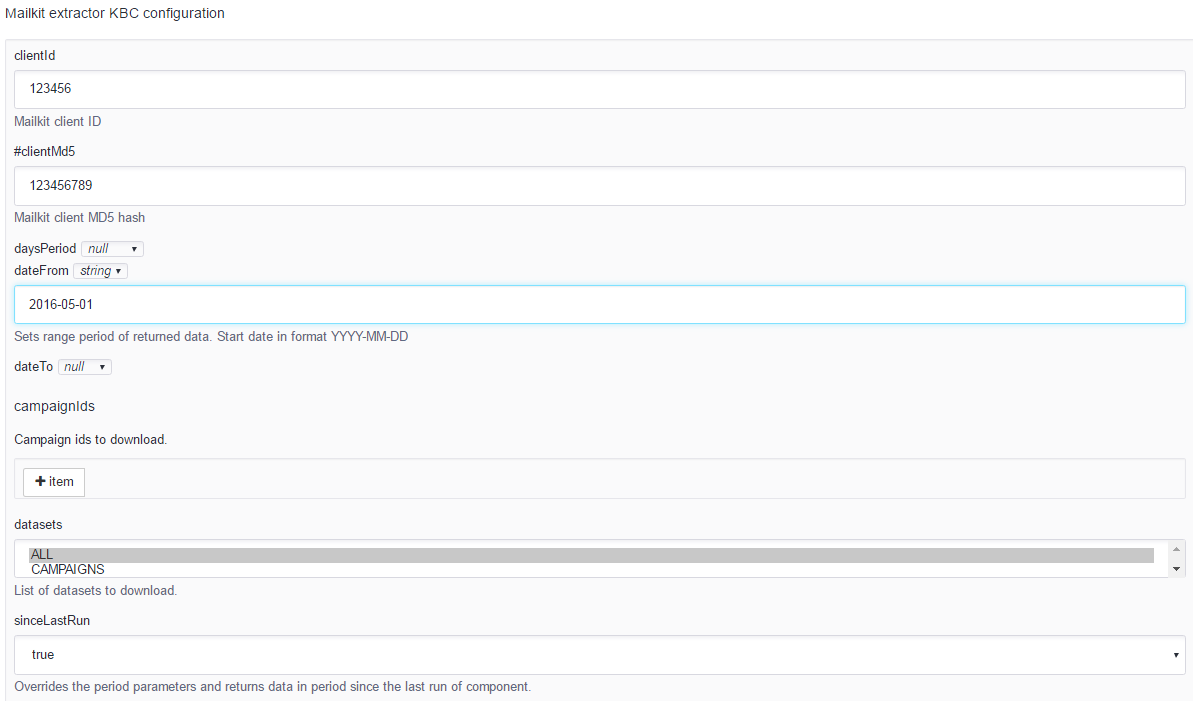 Mailkit extractor KBC configuration
clientId
123456
Mailkit client ID
#clientMd5
123456789
Mailkit client MD5 hash
daysPeriod null
dateFrom string
2016-05-01
Sets range period of returned data. Start date in format YYYY-MM-DD
dateTo null
campaignIds
Campaign ids to download.
+ item
datasets
ALL
CAMPAIGNS
List of datasets to download.
sinceLastRun
true
Overrides the period parameters and returns data in period since the last run of component.